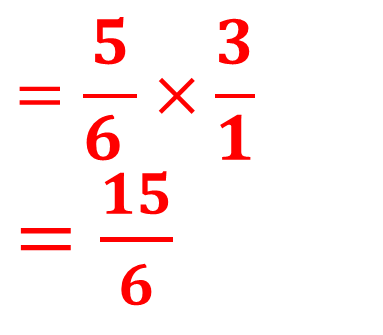 = 5/6 × 3/1
= 15/6